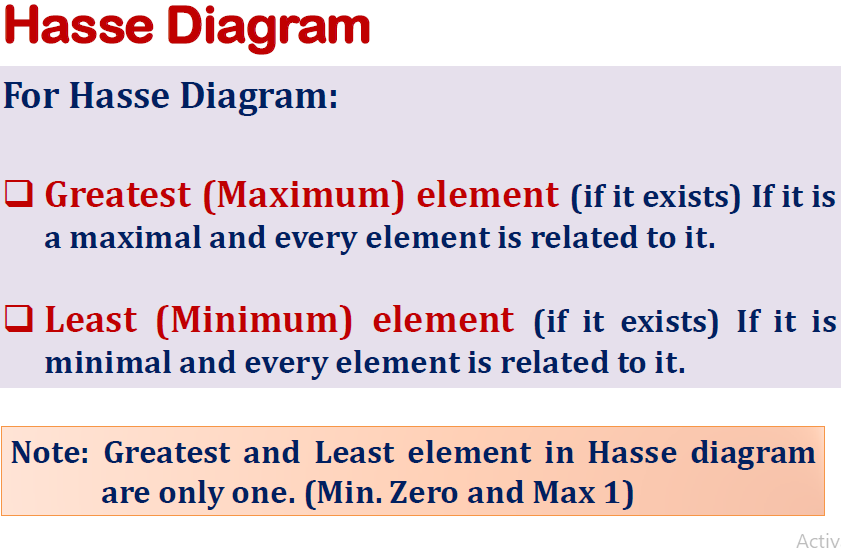 Hasse Diagram
For Hasse Diagram:
❑ Greatest (Maximum) element (if it exists) If it is
a maximal and every element is related to it.
❑ Least (Minimum) element (if it exists) If it is
minimal and every element is related to it.
Note: Greatest and Least element in Hasse diagram
are only one. (Min. Zero and Max 1)
Activ